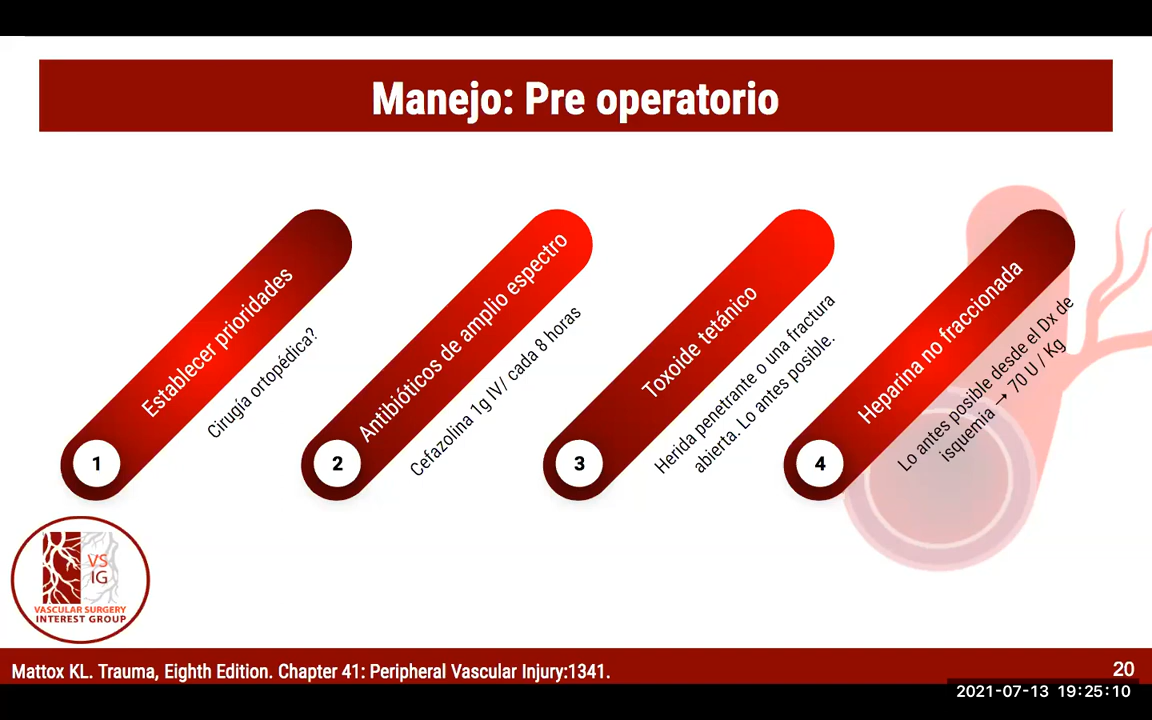 Manejo: Pre operatorio
1
Establecer prioridades
Cirugía ortopédica?
2
Antibióticos de amplio espectro
Cefazolina 1g IV/ cada 8 horas
3
Toxoide tetánico
Herida penetrante o una fractura
abierta. Lo antes posible.
4
Heparina no fraccionada
Lo antes posible desde el Dx de
isquemia → 70 U / Kg
VS
IG
VASCULAR SURGERY
INTEREST GROUP
Mattox KL. Trauma, Eighth Edition. Chapter 41: Peripheral Vascular Injury:1341.
20
2021-07-13 19:25:10